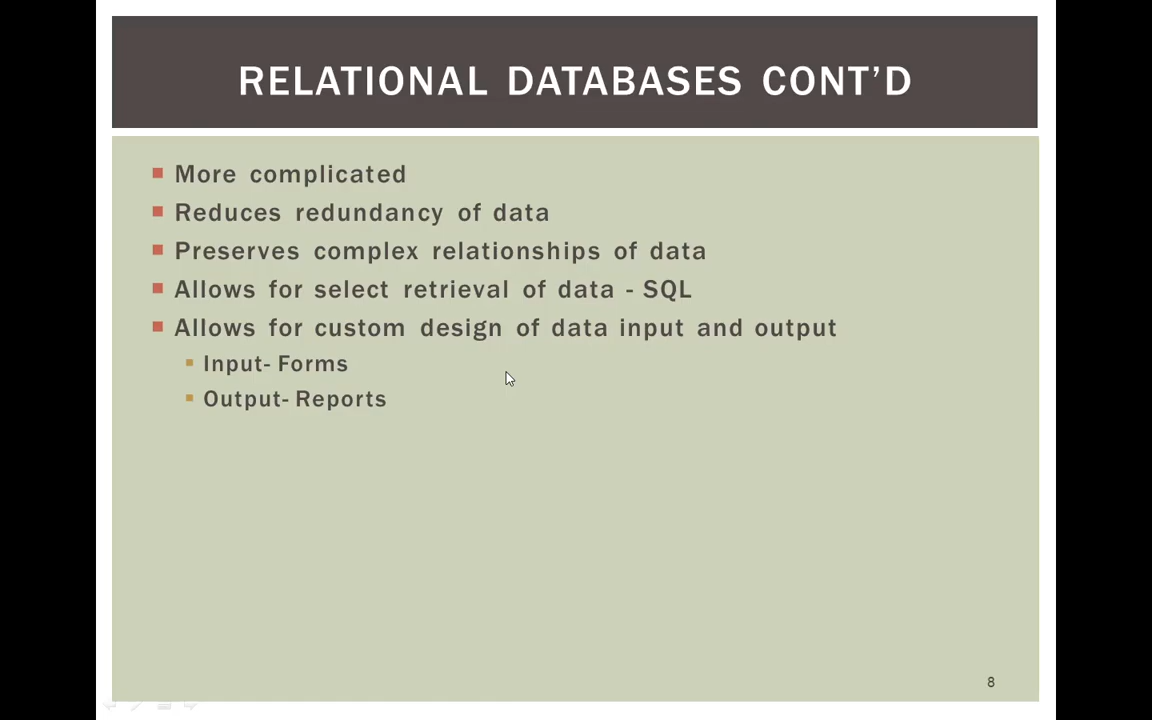 RELATIONAL DATABASES CONT’D
More complicated
Reduces redundancy of data
Preserves complex relationships of data
Allows for select retrieval of data - SQL
Allows for custom design of data input and output
Input- Forms
Output- Reports
8